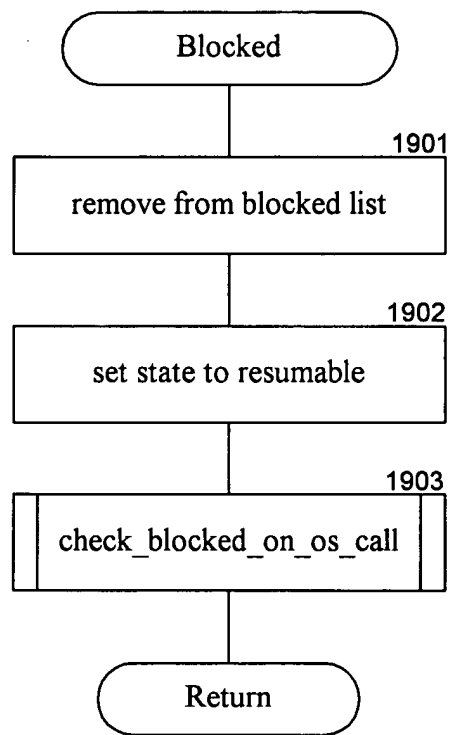 Blocked
1901
remove from blocked list
1902
set state to resumable
1903
check_blocked_on_os_call
Return